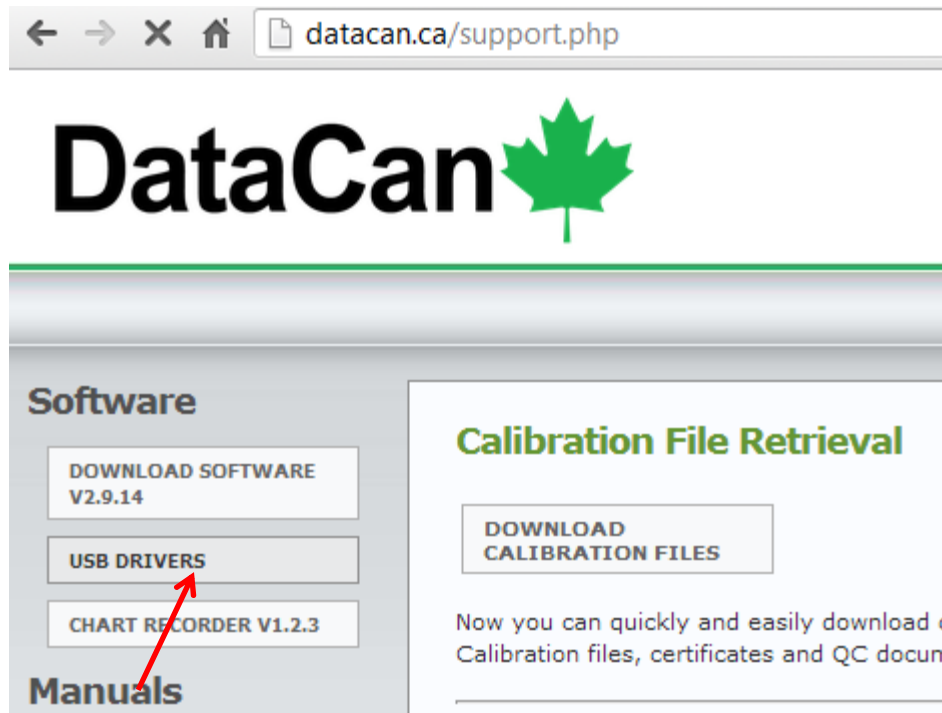 datacan.ca/support.php
DataCan
Software
DOWNLOAD SOFTWARE
V2.9.14
USB DRIVERS
CHART RECORDER V1.2.3
Manuals
Calibration File Retrieval
DOWNLOAD
CALIBRATION FILES
Now you can quickly and easily download
Calibration files, certificates and QC